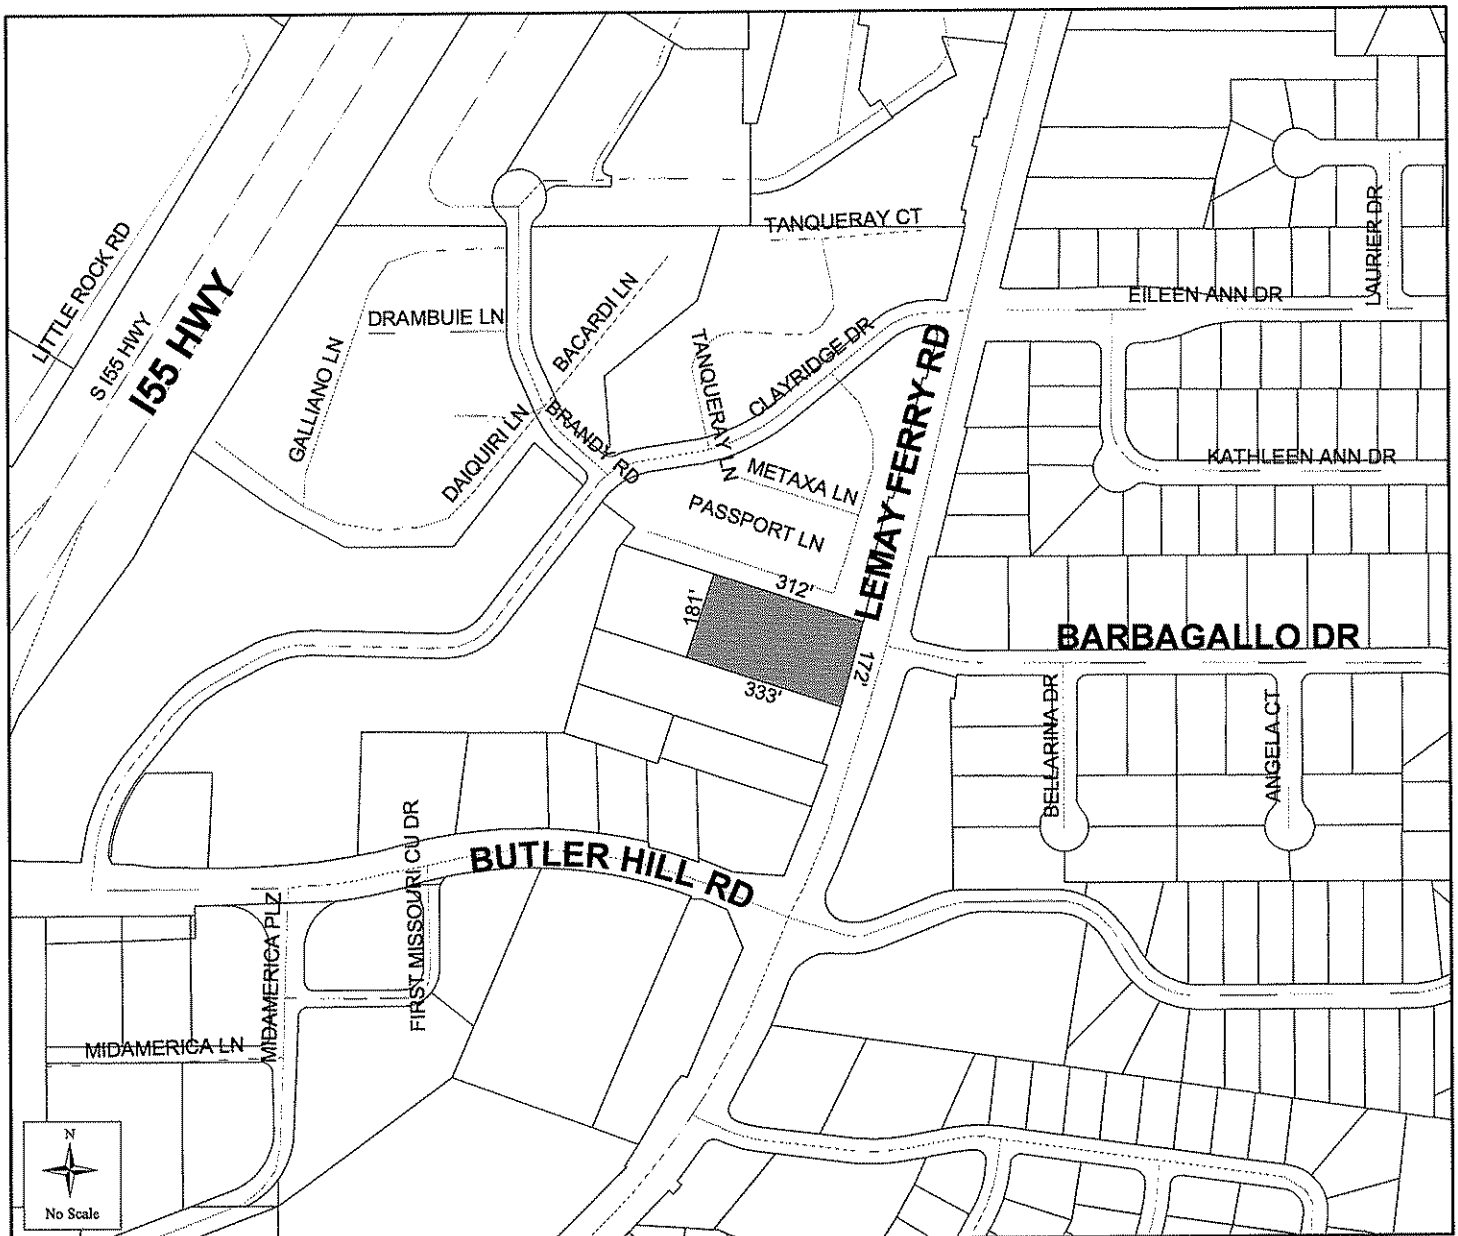 TANQUERAY CT
LAURIER DR
LITTLE ROCK RD
S I55 HWY
I55 HWY
EILEEN ANN DR
DRAMBUIE LN
BACARDI LN
GALLIANO LN
TANQUERAY LN
CLAYRIDGE DR
LEMAY FERRY RD
DAIQUIRI LN
BRANDY RD
KATHLEEN ANN DR
METAXA LN
PASSPORT LN
312'
181'
172'
333'
BARBAGALLO DR
BELLARINA DR
ANGELA CT
BUTLER HILL RD
FIRST MISSOURI CU DR
MIDAMERICA PLZ
MIDAMERICA LN
N
No Scale